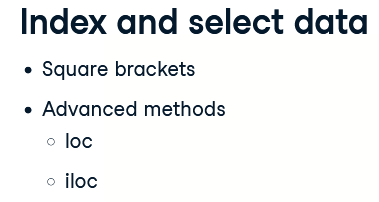 Index and select data
• Square brackets
• Advanced methods
○ loc
○ iloc